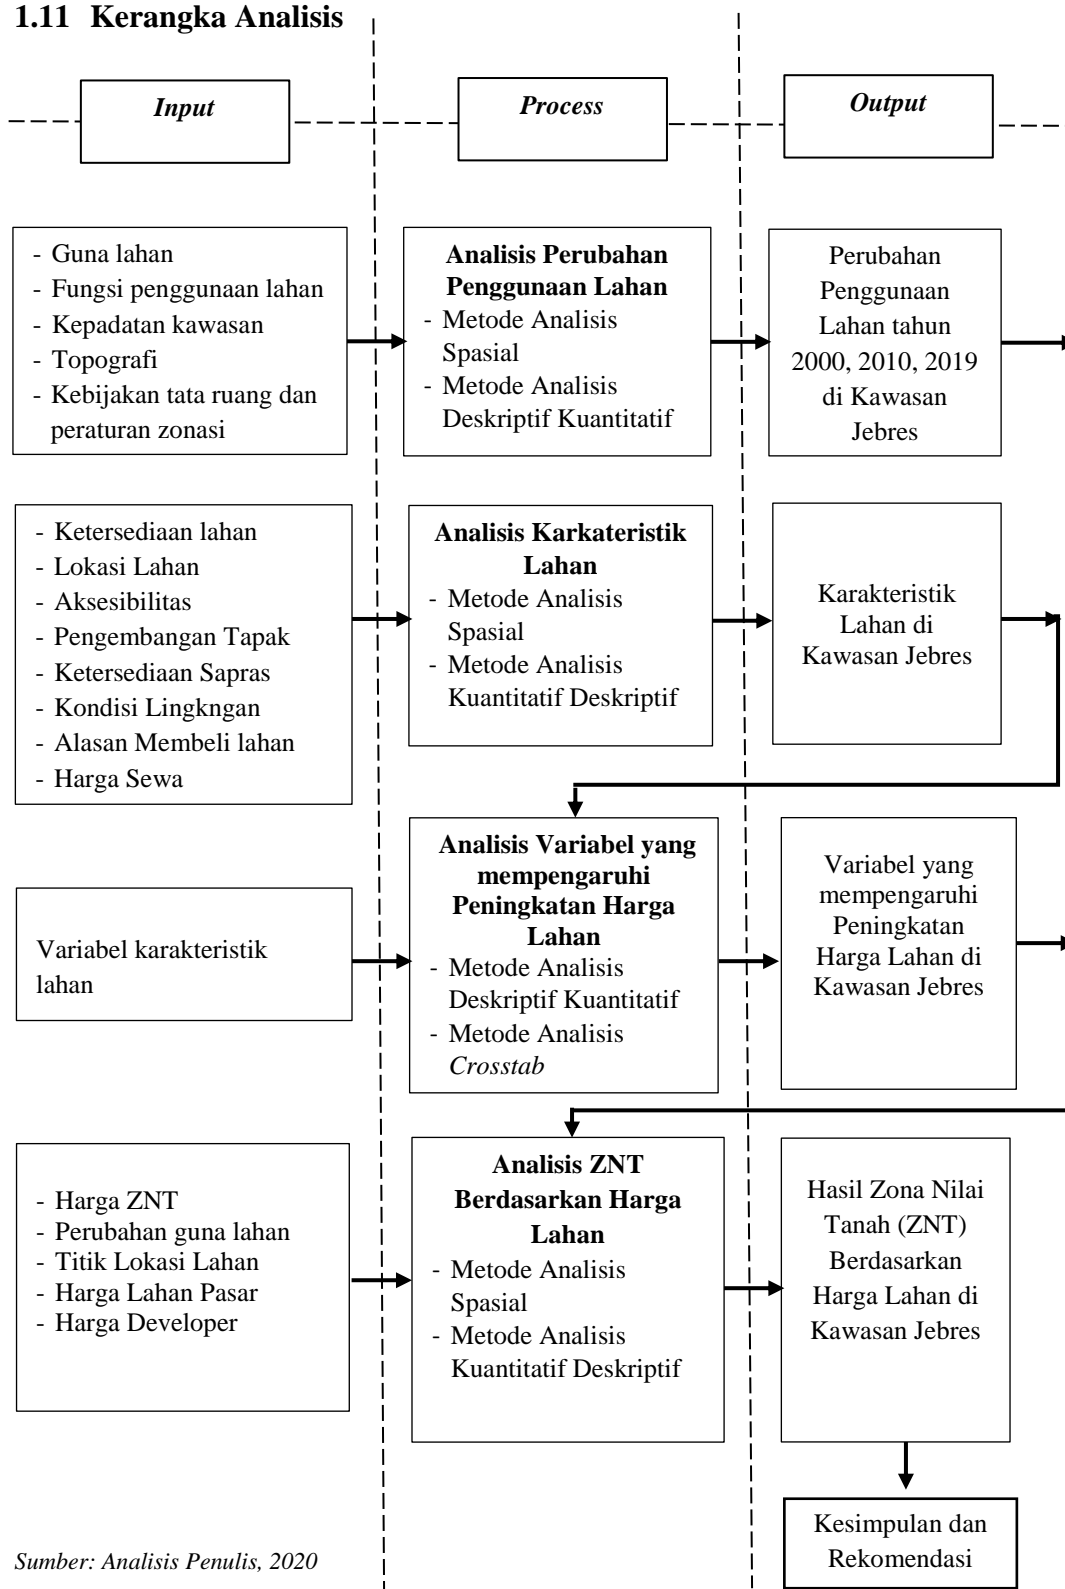 1.11 Kerangka Analisis
Input
Process
Output
- Guna lahan
- Fungsi penggunaan lahan
- Kepadatan kawasan
- Topografi
- Kebijakan tata ruang dan
peraturan zonasi
Analisis Perubahan
Penggunaan Lahan
- Metode Analisis
Spasial
- Metode Analisis
Deskriptif Kuantitatif
Perubahan
Penggunaan
Lahan tahun
2000, 2010, 2019
di Kawasan
Jebres
- Ketersediaan lahan
- Lokasi Lahan
- Aksesibilitas
- Pengembangan Tapak
- Ketersediaan Sapras
- Kondisi Lingkngan
- Alasan Membeli lahan
- Harga Sewa
Analisis Karkateristik
Lahan
- Metode Analisis
Spasial
- Metode Analisis
Kuantitatif Deskriptif
Karakteristik
Lahan di
Kawasan Jebres
Variabel karakteristik
lahan
Analisis Variabel yang
mempengaruhi
Peningkatan Harga
Lahan
- Metode Analisis
Deskriptif Kuantitatif
- Metode Analisis
Crosstab
Variabel yang
mempengaruhi
Peningkatan
Harga Lahan di
Kawasan Jebres
- Harga ZNT
- Perubahan guna lahan
- Titik Lokasi Lahan
- Harga Lahan Pasar
- Harga Developer
Analisis ZNT
Berdasarkan Harga
Lahan
- Metode Analisis
Spasial
- Metode Analisis
Kuantitatif Deskriptif
Hasil Zona Nilai
Tanah (ZNT)
Berdasarkan
Harga Lahan di
Kawasan Jebres
Kesimpulan dan
Rekomendasi
Sumber: Analisis Penulis, 2020